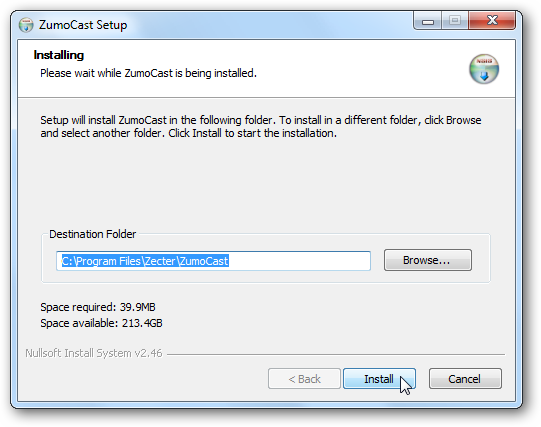 ZumoCast Setup
Installing
Please wait while ZumoCast is being installed.
Setup will install ZumoCast in the following folder. To install in a different folder, click Browse
and select another folder. Click Install to start the installation.
Destination Folder
C:\Program Files\Zecter\ZumoCast
Browse...
Space required: 39.9MB
Space available: 213.4GB
Nullsoft Install System v2.46
< Back
Install
Cancel